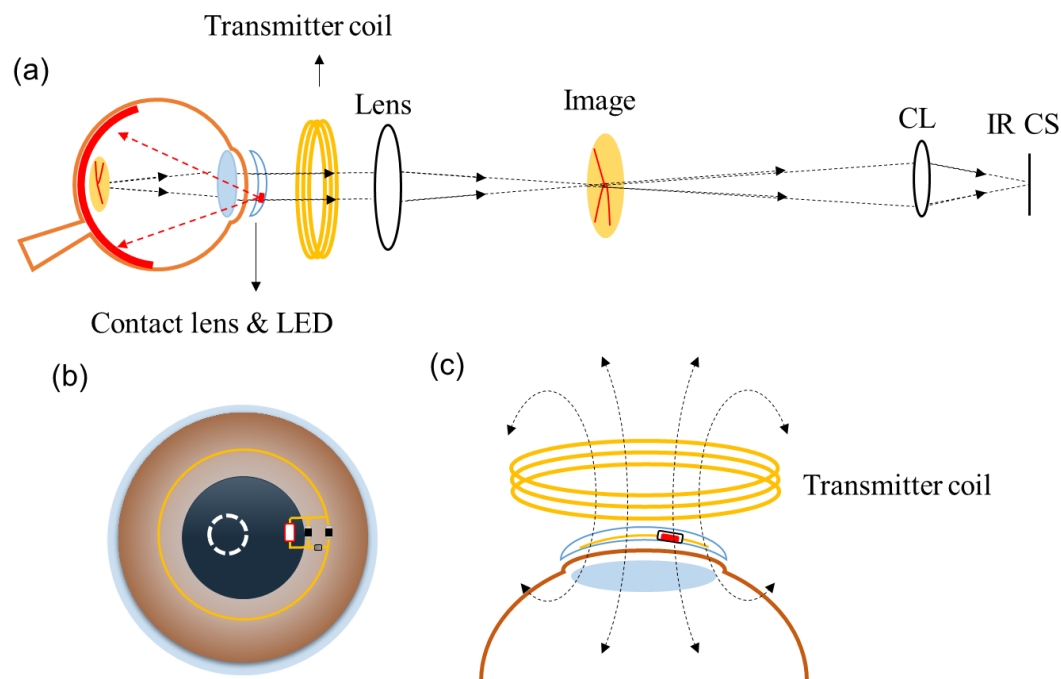 Transmitter coil
(a)
Lens
Image
CL
IR CS
Contact lens & LED
(b)
(c)
Transmitter coil